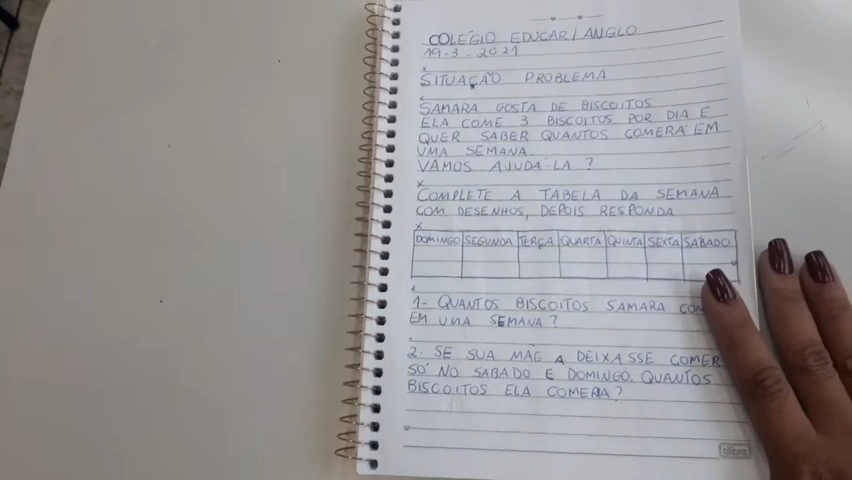 COLÉGIO EDUCAR/ANGLO
19-3-2021
SITUAÇÃO PROBLEMA
SAMARA GOSTA DE BISCOITOS
ELA COME 3 BISCOITOS POR DIA E
QUER SABER QUANTOS COMERÁ EM
UMA SEMANA.
VAMOS AJUDÁ-LA?
COMPLETE A TABELA DA SEMANA
COM DESENHOS, DEPOIS RESPONDA
DOMINGO SEGUNDA TERÇA QUARTA QUINTA SEXTA SÁBADO
1- QUANTOS BISCOITOS SAMARA
EM UMA SEMANA?
2. SE SUA MÃE A DEIXASSE COMER
SÓ NO SABADO E DOMINGO. QUANTOS
BISCOITOS ELA COMERIA?
tilibra